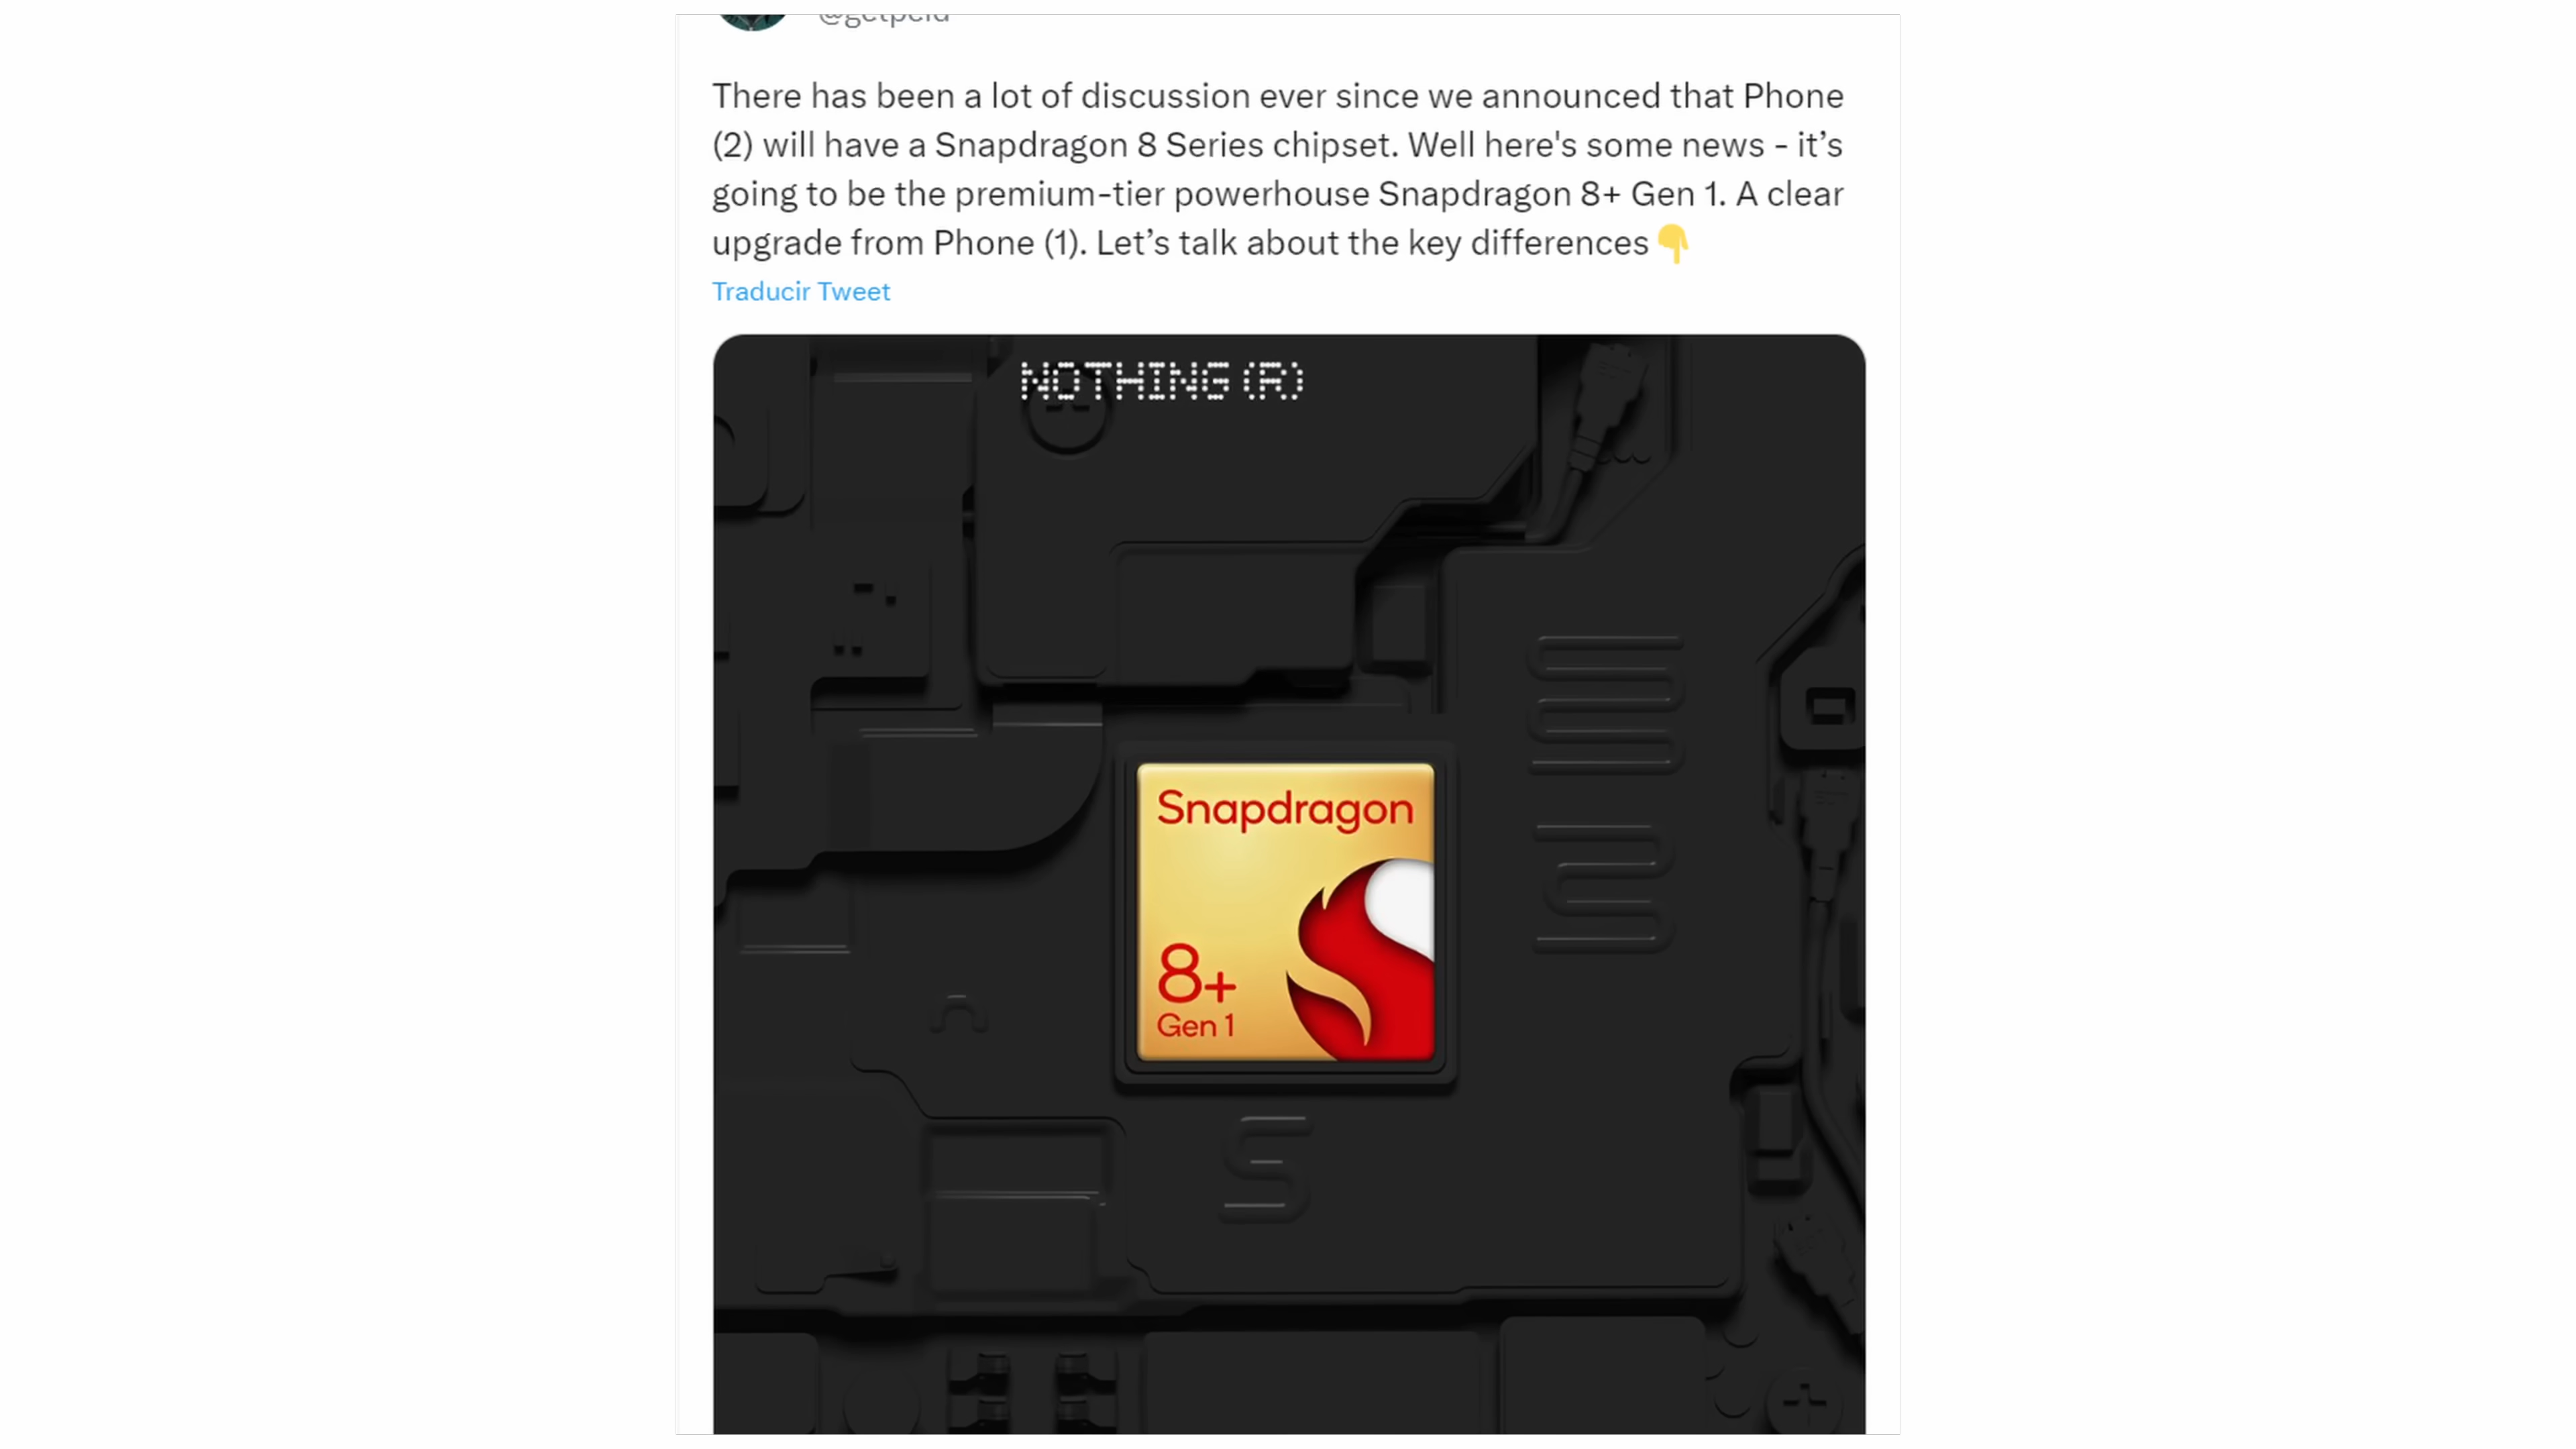 @getpeid
There has been a lot of discussion ever since we announced that Phone
(2) will have a Snapdragon 8 Series chipset. Well here's some news - it’s
going to be the premium-tier powerhouse Snapdragon 8+ Gen 1. A clear
upgrade from Phone (1). Let’s talk about the key differences👇
Traducir Tweet
NOTHING (R)
Snapdragon
8+
Gen 1